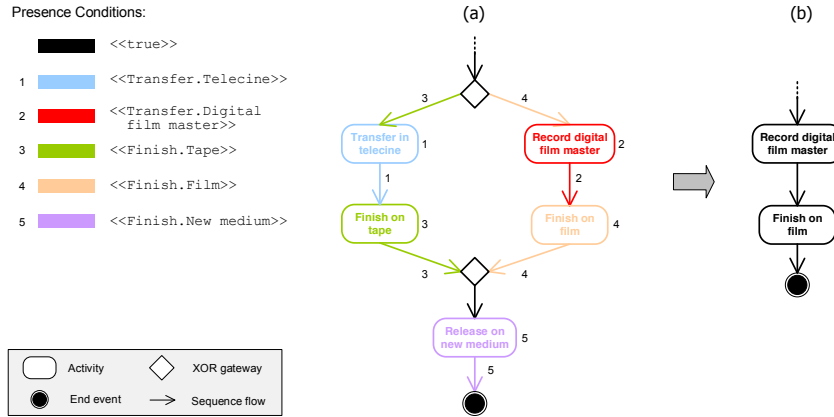 Presence Conditions:
<<true>>
1 <<Transfer.Telecine>>
2 <<Transfer.Digital
film master>>
3 <<Finish.Tape>>
4 <<Finish.Film>>
5 <<Finish.New medium>>
(a)
3 4
Transfer in
telecine
1
Record digital
film master
2
1 2
Finish on
tape
3
Finish on
film
4
3 4
Release on
new medium
5
5
(b)
Record digital
film master
Finish on
film
Activity XOR gateway
End event Sequence flow